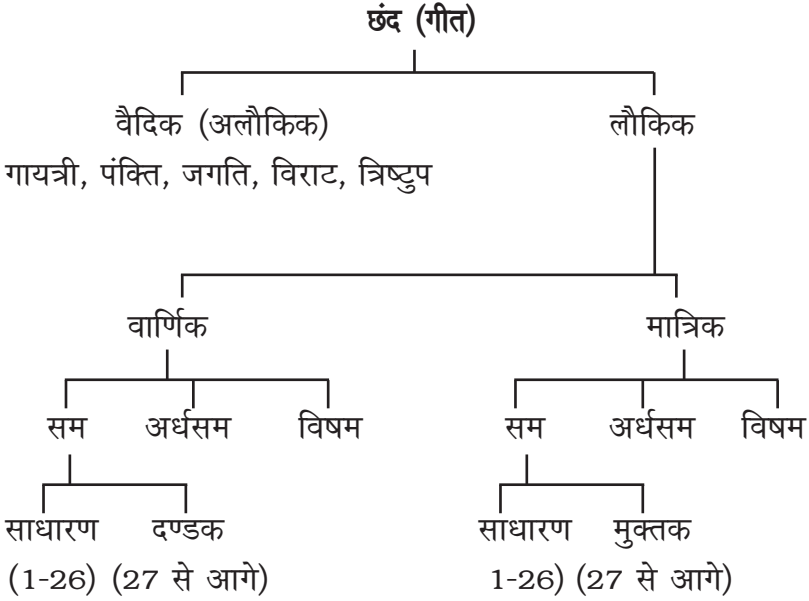 छंद (गीत)
वैदिक (अलौकिक) लौकिक
गायत्री, पंक्ति, जगति, विराट, त्रिष्टुप
वार्णिक मात्रिक
सम अर्धसम विषम सम अर्धसम विषम
साधारण दण्डक साधारण मुक्तक
(1-26) (27 से आगे) 1-26) (27 से आगे)